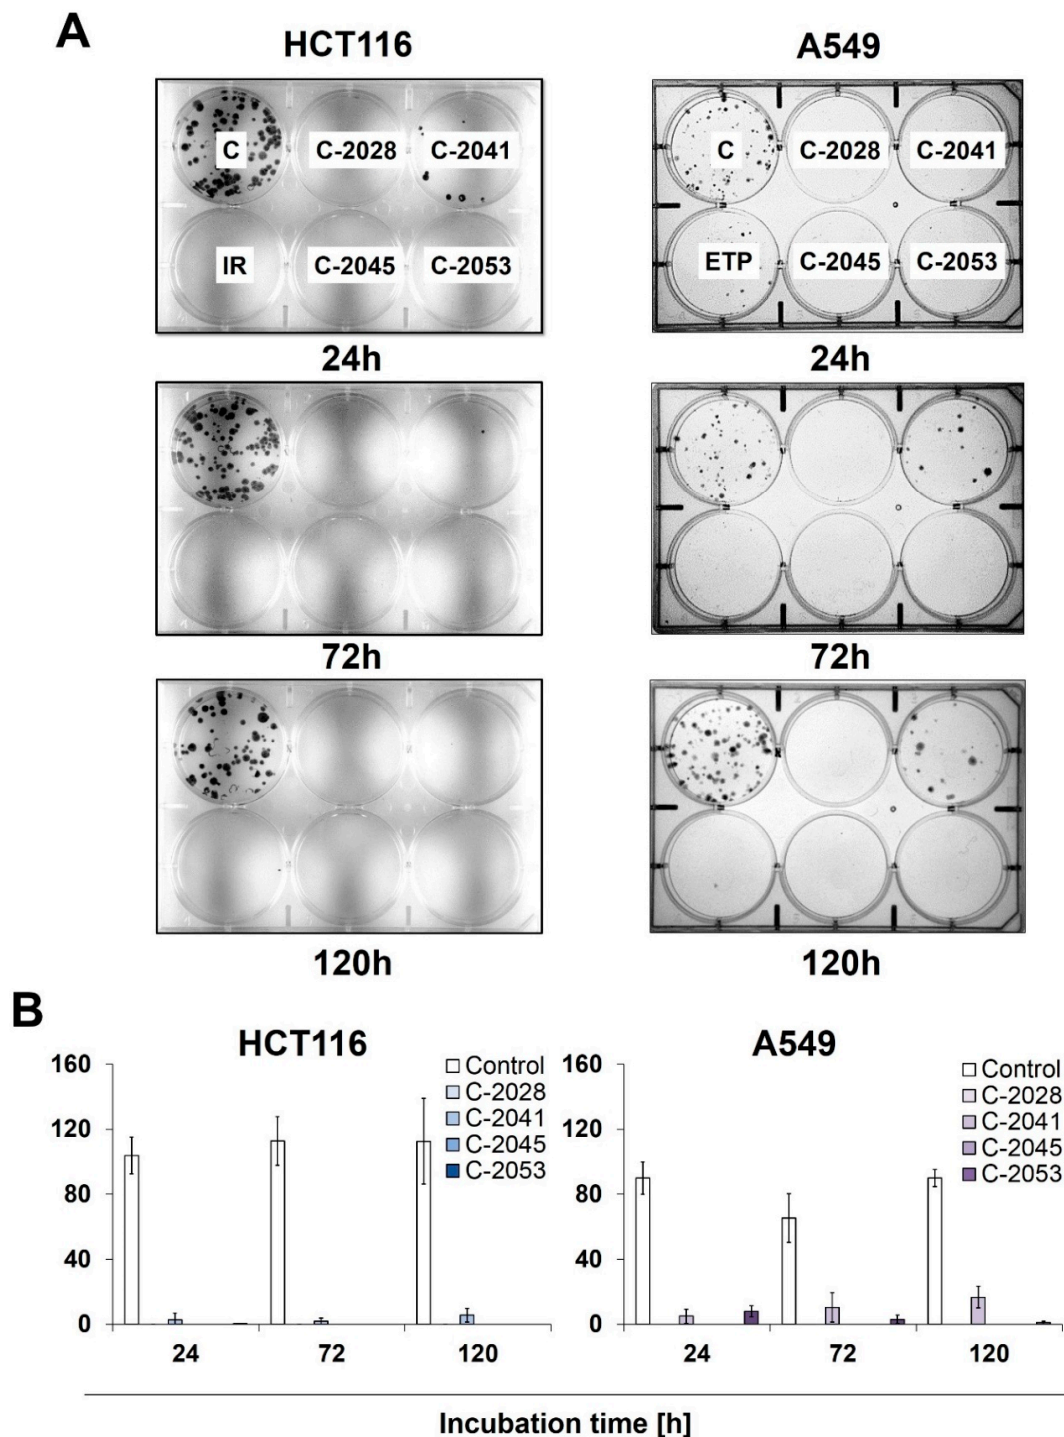 A
HCT116 A549
C C-2028 C-2041 C C-2028 C-2041
IR C-2045 C-2053 ETP C-2045 C-2053
24h 24h
72h 72h
120h 120h
B
HCT116 A549
160 Control 160 Control
C-2028 C-2028
120 C-2041 120 C-2041
C-2045 C-2045
C-2053 C-2053
80 80
40 40
0 0
24 72 120 24 72 120
Incubation time [h]